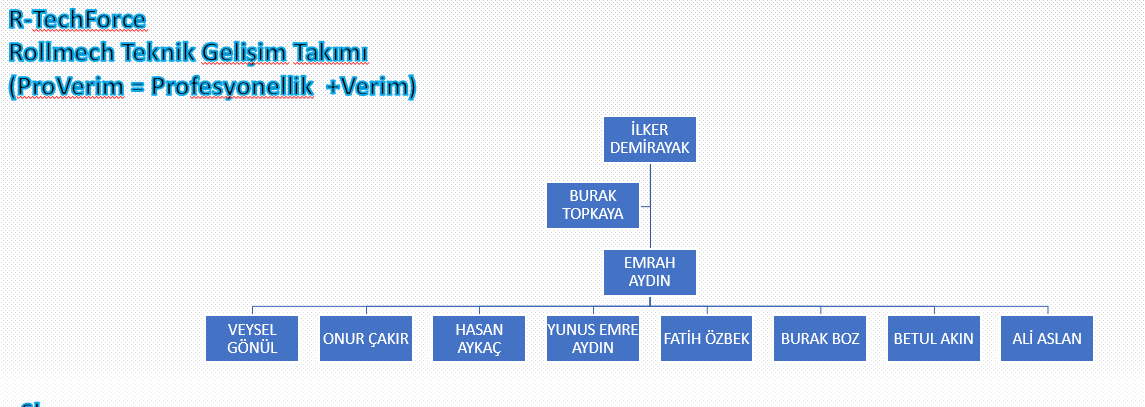 R-TechForce
Rollmech Teknik Gelişim Takımı
(ProVerim = Profesyonellik  +Verim)
İLKER
DEMİRAYAK
BURAK
TOPKAYA
EMRAH
AYDIN
VEYSEL
GÖNÜL
ONUR ÇAKIR
HASAN
AYKAÇ
YUNUS EMRE
AYDIN
FATİH ÖZBEK
BURAK BOZ
BETUL AKIN
ALİ ASLAN